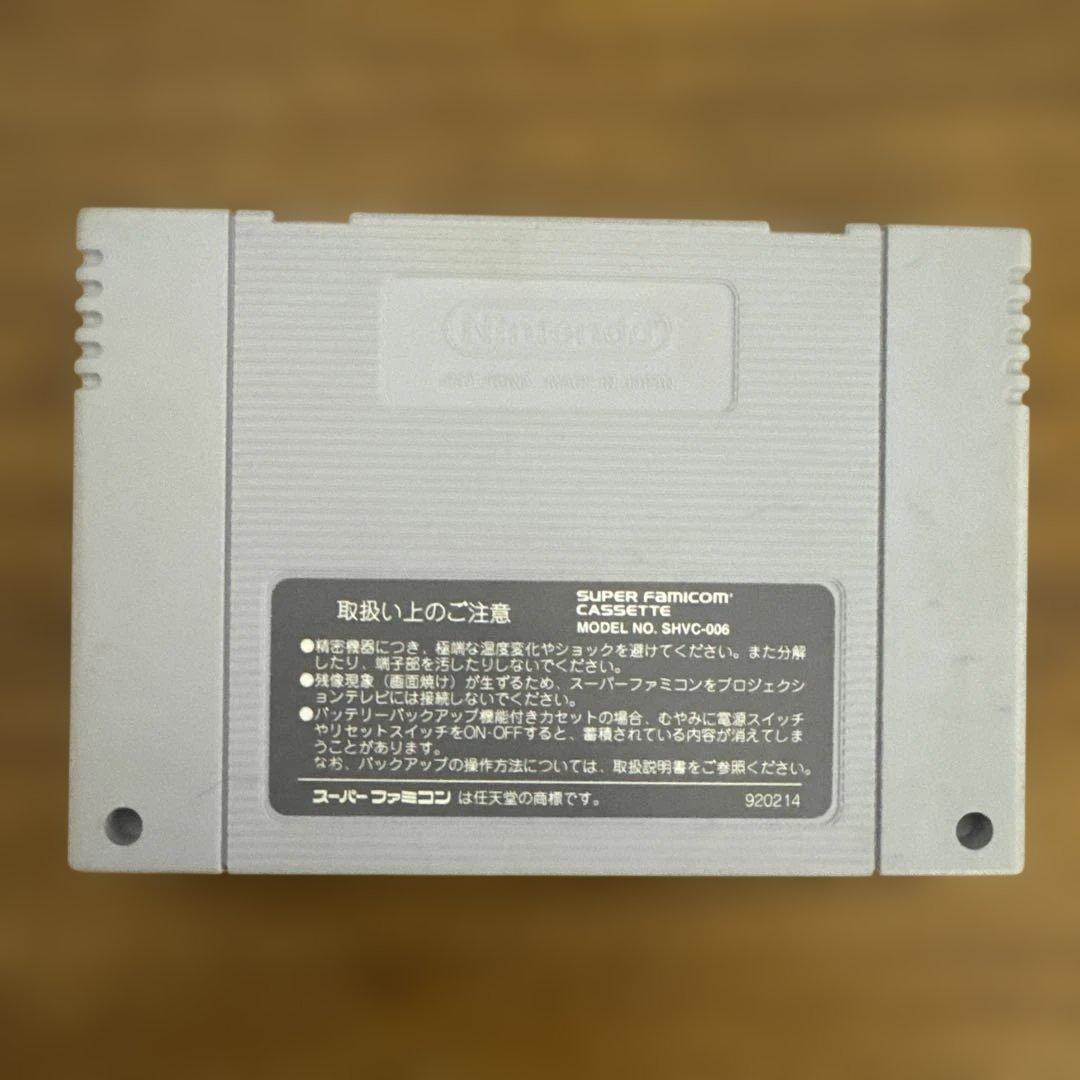 Nintendo
取扱い上のご注意
SUPER FAMICOM
CASSETTE
MODEL NO. SHVC-006
●精密機器につき、極端な温度変化やショックを避けてください。また分解
したり、端子部を汚したりしないでください。
●残像現象（画面焼け）が生ずるため、スーパーファミコンをプロジェクシ
ョンテレビには接続しないでください。
●バッテリーバックアップ機能付きカセットの場合、むやみに電源スイッチ
やリセットスイッチをON・OFFすると、蓄積されている内容が消えてしま
うことがあります。
なお、バックアップの操作方法については、取扱説明書をご参照ください。
スーパーファミコン は任天堂の商標です。
920214